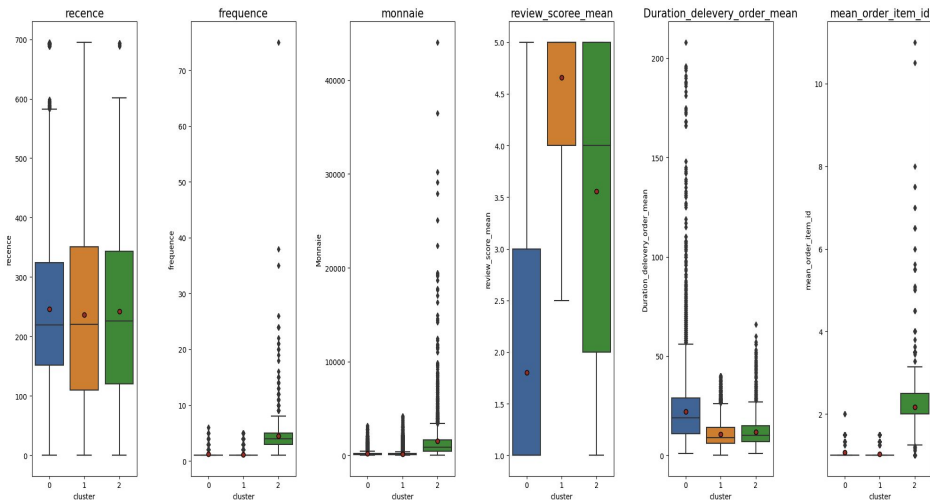 recence
frequence
monnaie
review_scoree_mean
Duration_delevery_order_mean
mean_order_item_id
recence
700
600
500
400
300
200
100
0
0 1 2
cluster
frequence
70
60
50
40
30
20
10
0
0 1 2
cluster
Monnaie
40000
30000
20000
10000
0
0 1 2
cluster
review_score_mean
5.0
4.5
4.0
3.5
3.0
2.5
2.0
1.5
1.0
0 1 2
cluster
Duration_delevery_order_mean
200
150
100
50
0
0 1 2
cluster
mean_order_item_id
10
8
6
4
2
0 1 2
cluster